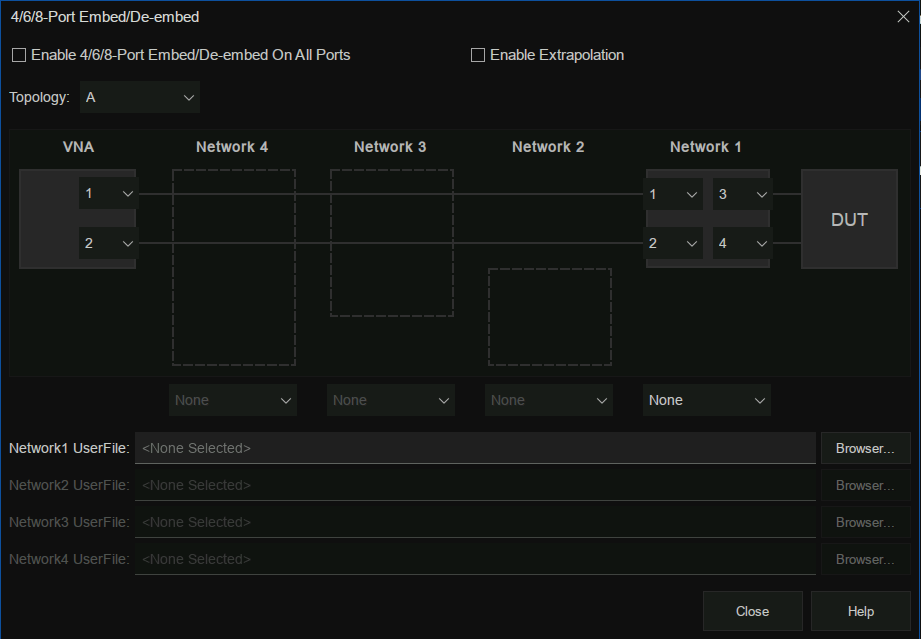 4/6/8-Port Embed/De-embed
Enable 4/6/8-Port Embed/De-embed On All Ports
Enable Extrapolation
Topology: A
VNA Network 4 Network 3 Network 2 Network 1
1 1 3
DUT
2 2 4
None None None None
Network1 UserFile: <None Selected> Browser...
Network2 UserFile: <None Selected> Browser...
Network3 UserFile: <None Selected> Browser...
Network4 UserFile: <None Selected> Browser...
Close Help